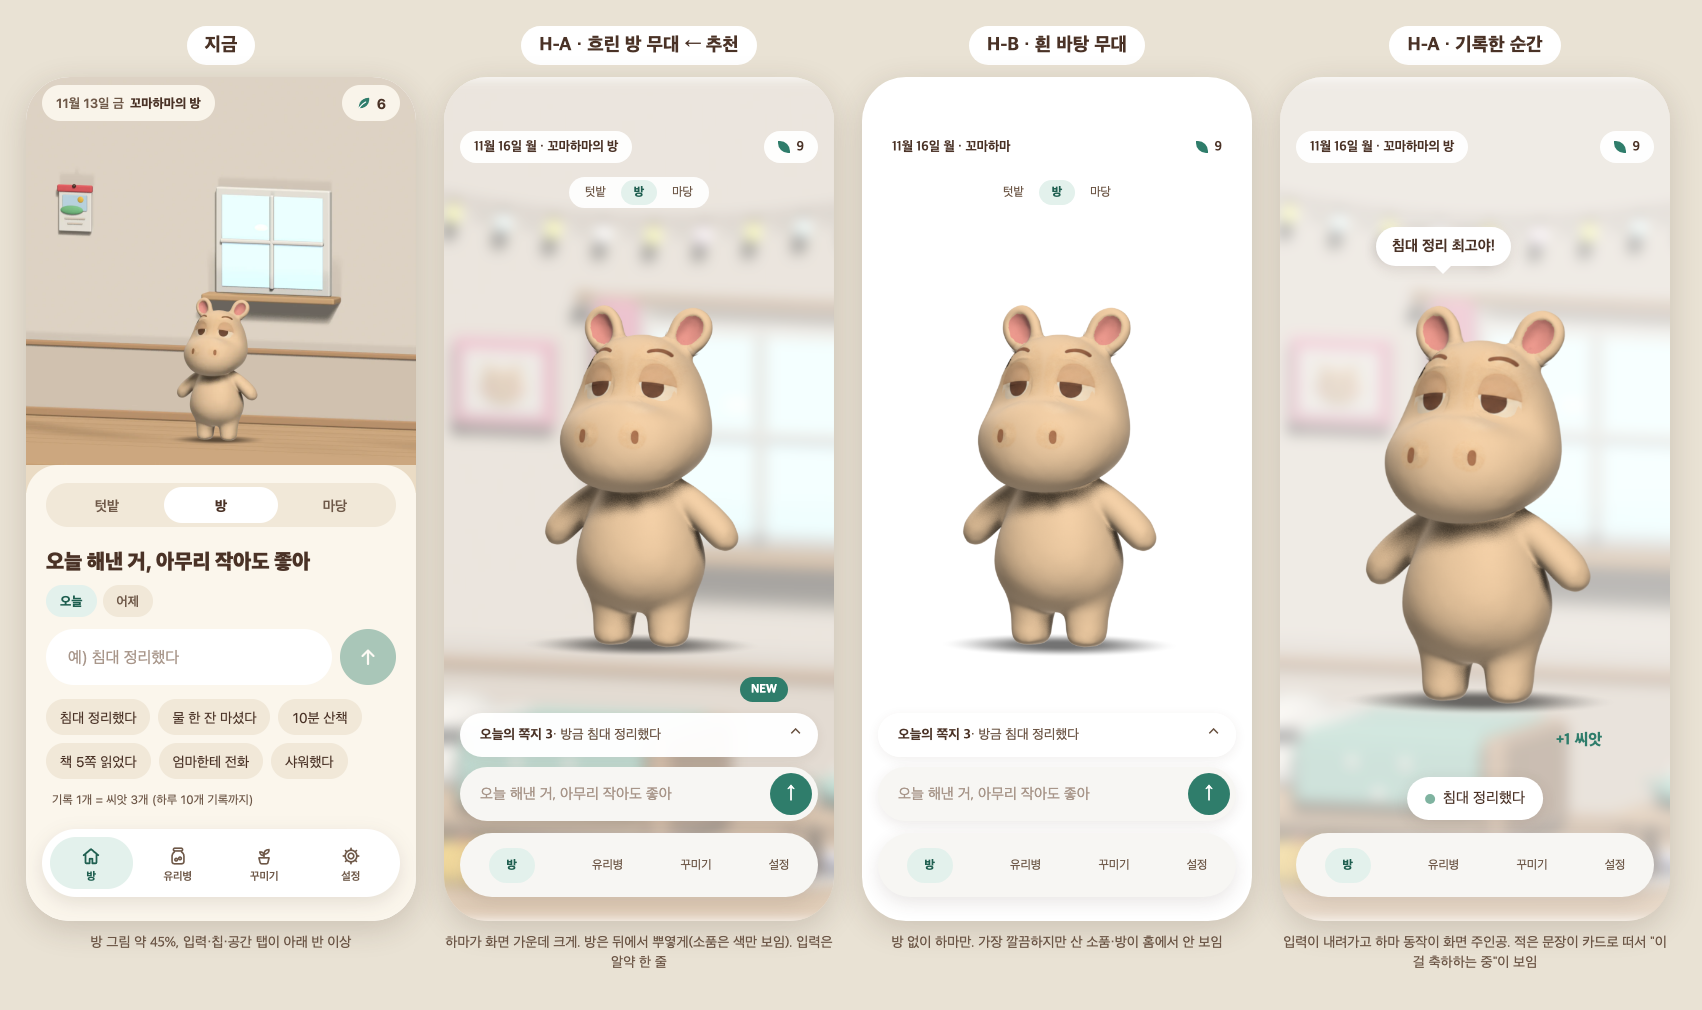 지금
11월 13일 금 꼬마하마의 방
6
텃밭
방
마당
오늘 해낸 거, 아무리 작아도 좋아
오늘
어제
예) 침대 정리했다
침대 정리했다
물 한 잔 마셨다
10분 산책
책 5쪽 읽었다
엄마한테 전화
샤워했다
기록 1개 = 씨앗 3개 (하루 10개 기록까지)
방
유리병
꾸미기
설정
방 그림 약 45%, 입력·칩·공간 탭이 아래 반 이상
H-A · 흐린 방 무대 ← 추천
11월 16일 월 · 꼬마하마의 방
9
텃밭
방
마당
NEW
오늘의 쪽지 3· 방금 침대 정리했다
오늘 해낸 거, 아무리 작아도 좋아
방
유리병
꾸미기
설정
하마가 화면 가운데 크게. 방은 뒤에서 뿌옇게(소품은 색만 보임). 입력은
알약 한 줄
H-B · 흰 바탕 무대
11월 16일 월 · 꼬마하마
9
텃밭
방
마당
오늘의 쪽지 3· 방금 침대 정리했다
오늘 해낸 거, 아무리 작아도 좋아
방
유리병
꾸미기
설정
방 없이 하마만. 가장 깔끔하지만 산 소품·방이 홈에서 안 보임
H-A · 기록한 순간
11월 16일 월 · 꼬마하마의 방
9
침대 정리 최고야!
+1 씨앗
침대 정리했다
방
유리병
꾸미기
설정
입력이 내려가고 하마 동작이 화면 주인공. 적은 문장이 카드로 떠서 "이
걸 축하하는 중"이 보임